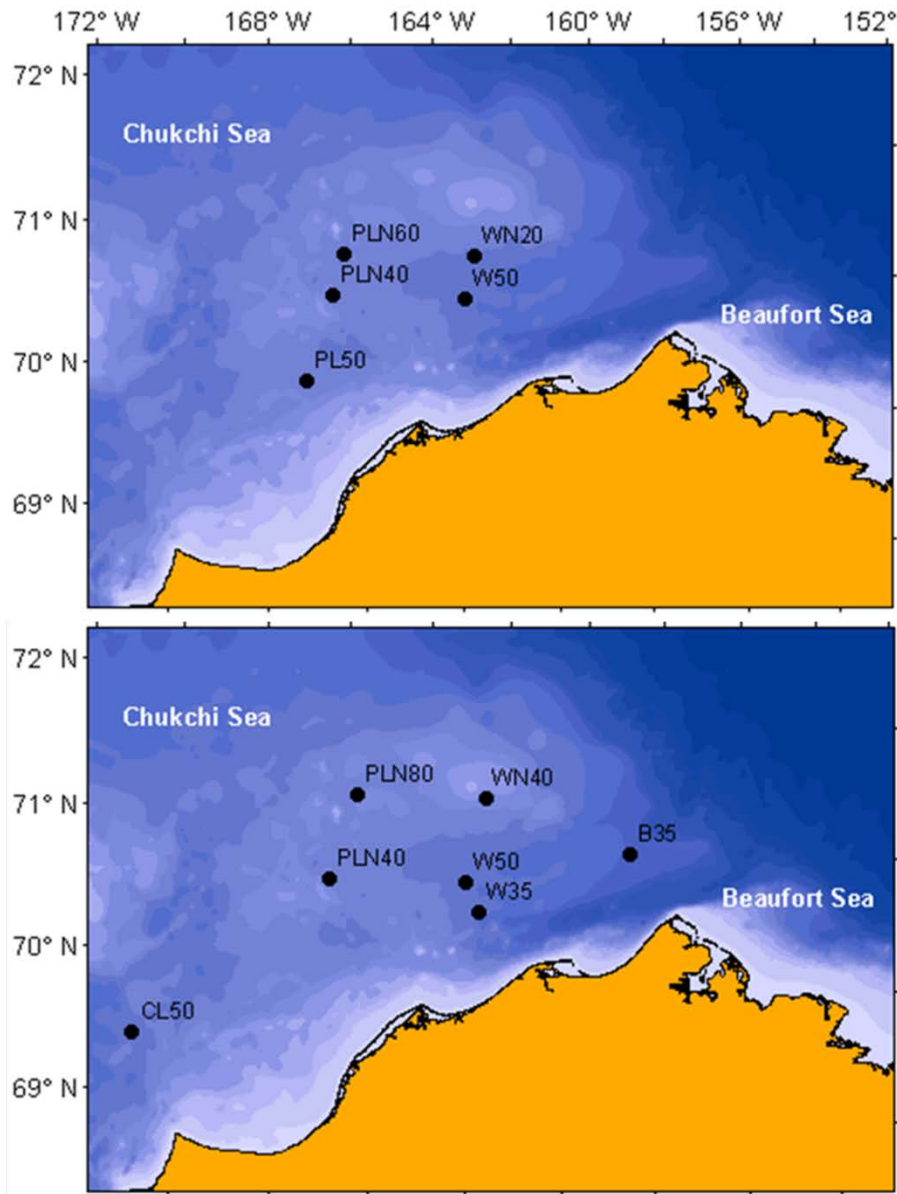 172° W 168° W 164° W 160° W 156° W 152°
72° N
Chukchi Sea
71° N
PLN60 WN20
PLN40 W50
Beaufort Sea
70° N
PL50
69° N
72° N
Chukchi Sea
PLN80 WN40
71° N
B35
PLN40 W50
W35
Beaufort Sea
70° N
CL50
69° N